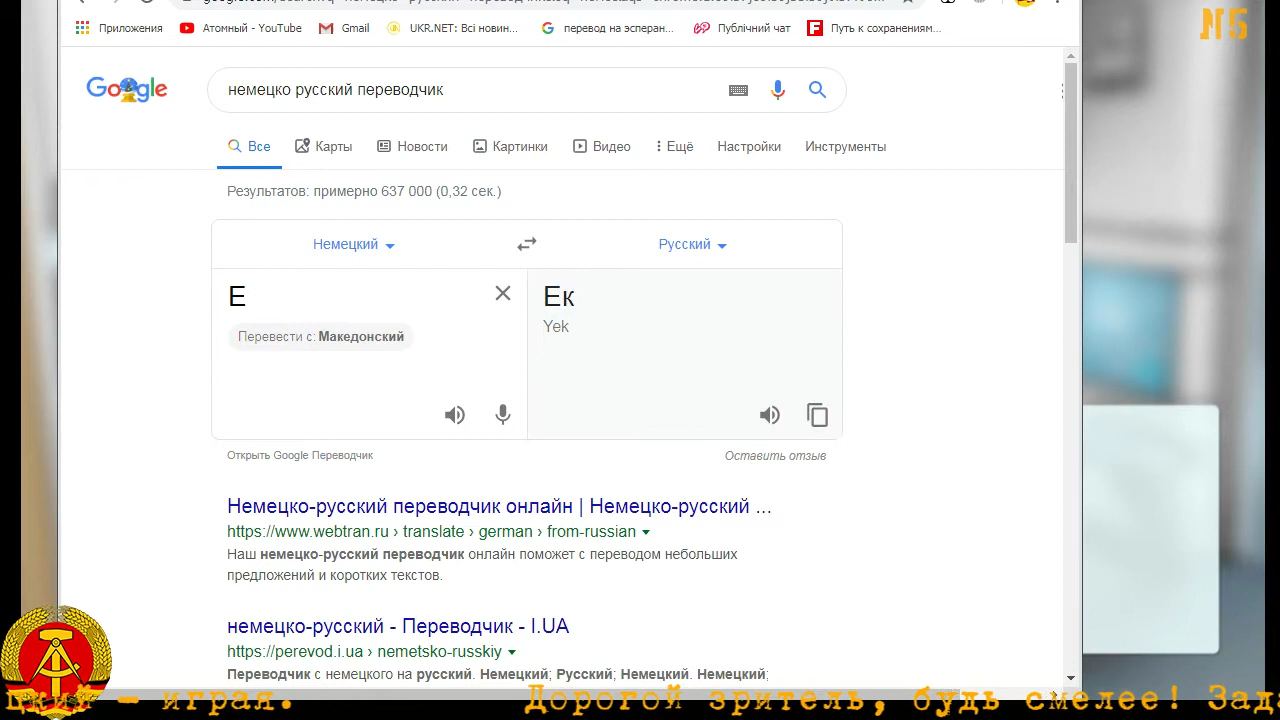 Приложения Атомный - YouTube Gmail UKR.NET: Всі новин... перевод на эсперан... Публічний чат Путь к сохранениям...
N5
Google
немецко русский переводчик
Все Карты Новости Картинки Видео Ещё Настройки Инструменты
Результатов: примерно 637 000 (0,32 сек.)
Немецкий Русский
Е Ек
Yek
Перевести с: Македонский
Открыть Google Переводчик Оставить отзыв
Немецко-русский переводчик онлайн | Немецко-русский ...
https://www.webtran.ru › translate › german › from-russian
Наш немецко-русский переводчик онлайн поможет с переводом небольших
предложений и коротких текстов.
немецко-русский - Переводчик - I.UA
https://perevod.i.ua › nemetsko-russkiy
Переводчик с немецкого на русский. Немецкий; Русский; Немецкий. Немецкий;
– играя. Дорогой зритель, будь смелее!